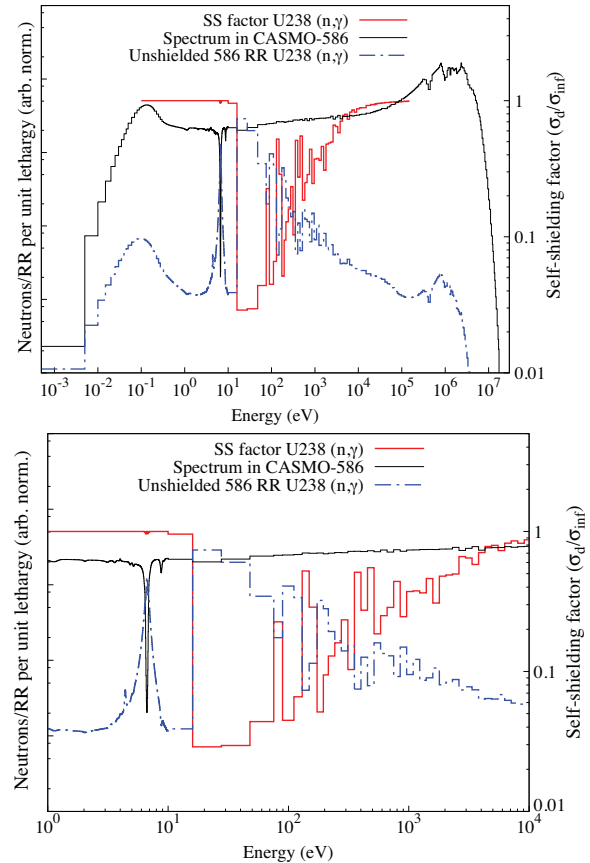 SS factor U238 (n,γ)
Spectrum in CASMO-586
Unshielded 586 RR U238 (n,γ)
Neutrons/RR per unit lethargy (arb. norm.)
Self-shielding factor (σd/σinf)
1
0.1
0.01
10-3 10-2 10-1 100 101 102 103 104 105 106 107
Energy (eV)
SS factor U238 (n,γ)
Spectrum in CASMO-586
Unshielded 586 RR U238 (n,γ)
Neutrons/RR per unit lethargy (arb. norm.)
Self-shielding factor (σd/σinf)
1
0.1
0.01
100 101 102 103 104
Energy (eV)